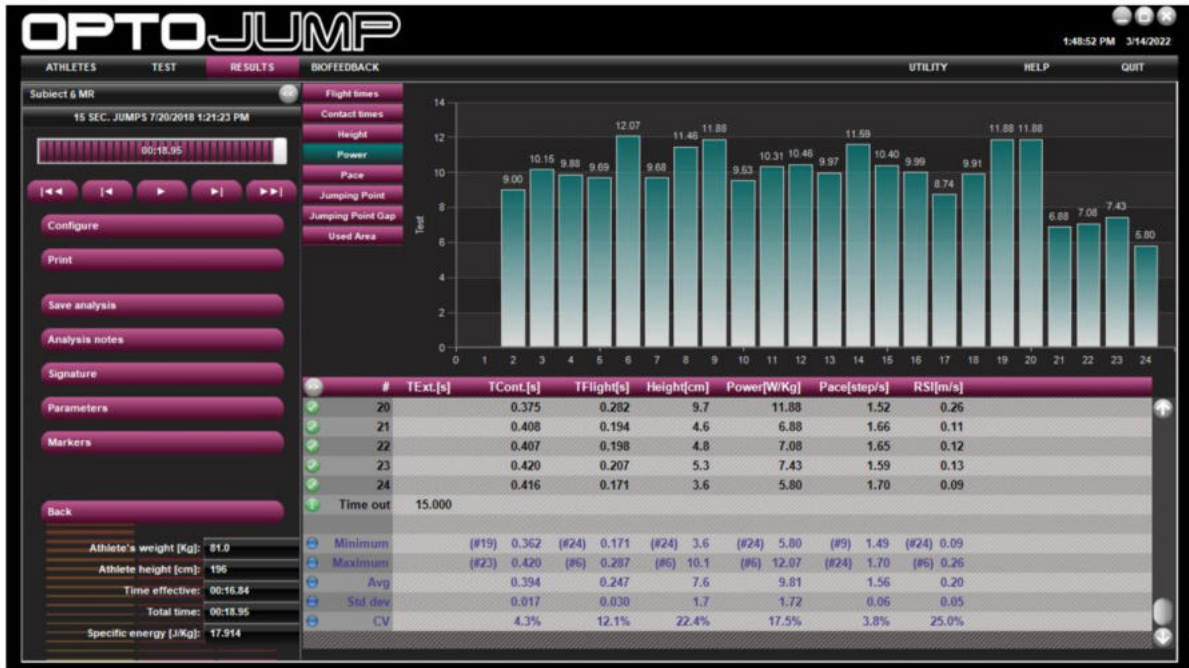 OPTOJUMP
1:48:52 PM 3/14/2022
ATHLETES TEST RESULTS BIOFEEDBACK UTILITY HELP QUIT
Subiect 6 MR
15 SEC. JUMPS 7/20/2018 1:21:23 PM
00:18.95
Configure
Print
Save analysis
Analysis notes
Signature
Parameters
Markers
Back
Athlete's weight [Kg]: 81.0
Athlete height [cm]: 196
Time effective: 00:16.84
Total time: 00:18.95
Specific energy [J/Kg]: 17.914
Flight times
Contact times
Height
Power
Pace
Jumping Point
Jumping Point Gap
Used Area
Test
14
12
10
8
6
4
2
0
9.00 10.15 9.88 9.69 12.07 9.68 11.46 11.88 9.53 10.31 10.46 9.97 11.59 10.40 9.99 8.74 9.91 11.88 11.88 6.88 7.08 7.43 5.80
0 1 2 3 4 5 6 7 8 9 10 11 12 13 14 15 16 17 18 19 20 21 22 23 24
# TExt.[s] TCont.[s] TFlight[s] Height[cm] Power[W/Kg] Pace[step/s] RSI[m/s]
20 0.375 0.282 9.7 11.88 1.52 0.26
21 0.408 0.194 4.6 6.88 1.66 0.11
22 0.407 0.198 4.8 7.08 1.65 0.12
23 0.420 0.207 5.3 7.43 1.59 0.13
24 0.416 0.171 3.6 5.80 1.70 0.09
Time out 15.000
Minimum (#19) 0.362 (#24) 0.171 (#24) 3.6 (#24) 5.80 (#9) 1.49 (#24) 0.09
Maximum (#23) 0.420 (#6) 0.287 (#6) 10.1 (#6) 12.07 (#24) 1.70 (#6) 0.26
Avg 0.394 0.247 7.6 9.81 1.56 0.20
Std dev 0.017 0.030 1.7 1.72 0.06 0.05
CV 4.3% 12.1% 22.4% 17.5% 3.8% 25.0%